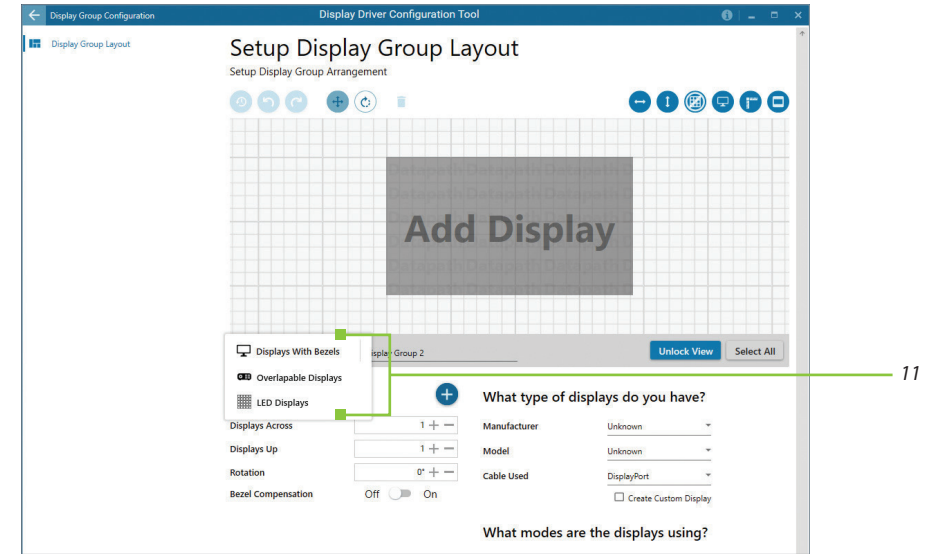 Display Group Configuration
Display Driver Configuration Tool
Display Group Layout
Setup Display Group Layout
Setup Display Group Arrangement
Add Display
Displays With Bezels
Overlapable Displays
LED Displays
isplay Group 2
Unlock View
Select All
11
Displays Across 1
Displays Up 1
Rotation 0°
Bezel Compensation Off On
What type of displays do you have?
Manufacturer Unknown
Model Unknown
Cable Used DisplayPort
Create Custom Display
What modes are the displays using?